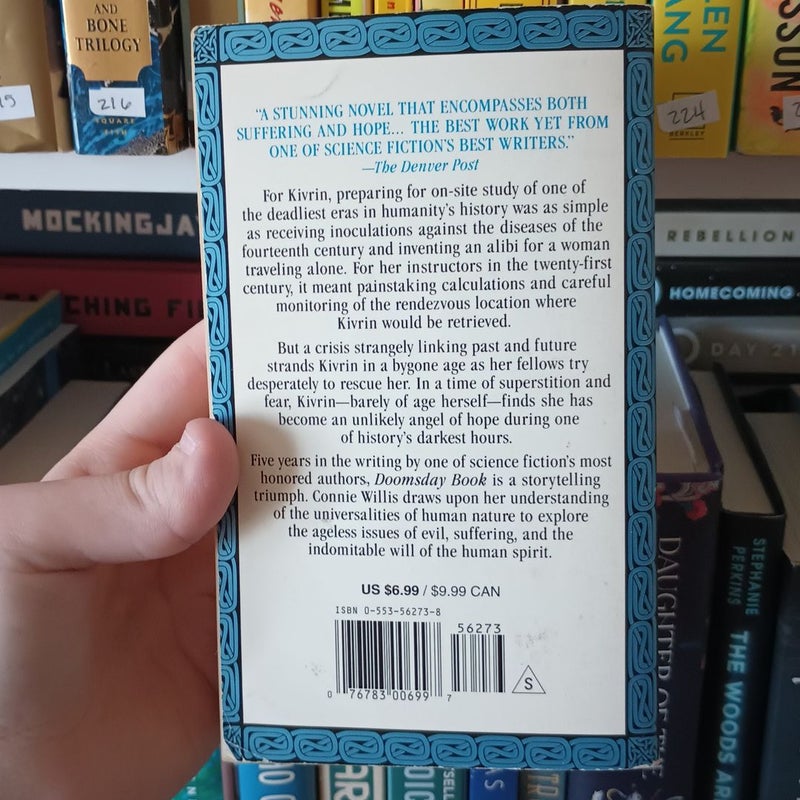 AND
BONE
TRILOGY
216
SQUARE
FISH
224
BERKLEY
MOCKINGJA
CHING FI
REBELLION
HOMECOMING
DAY 21
"A STUNNING NOVEL THAT ENCOMPASSES BOTH
SUFFERING AND HOPE... THE BEST WORK YET FROM
ONE OF SCIENCE FICTION'S BEST WRITERS."
—The Denver Post
For Kivrin, preparing for on-site study of one of
the deadliest eras in humanity's history was as simple
as receiving inoculations against the diseases of the
fourteenth century and inventing an alibi for a woman
traveling alone. For her instructors in the twenty-first
century, it meant painstaking calculations and careful
monitoring of the rendezvous location where
Kivrin would be retrieved.
But a crisis strangely linking past and future
strands Kivrin in a bygone age as her fellows try
desperately to rescue her. In a time of superstition and
fear, Kivrin—barely of age herself—finds she has
become an unlikely angel of hope during one
of history's darkest hours.
Five years in the writing by one of science fiction's most
honored authors, Doomsday Book is a storytelling
triumph. Connie Willis draws upon her understanding
of the universalities of human nature to explore
the ageless issues of evil, suffering, and the
indomitable will of the human spirit.
US $6.99 / $9.99 CAN
ISBN 0-553-56273-8
56273
0 76783 00699 7
S
DAUGHTER OF THE
STEPHANIE
PERKINS
THE WOODS AR